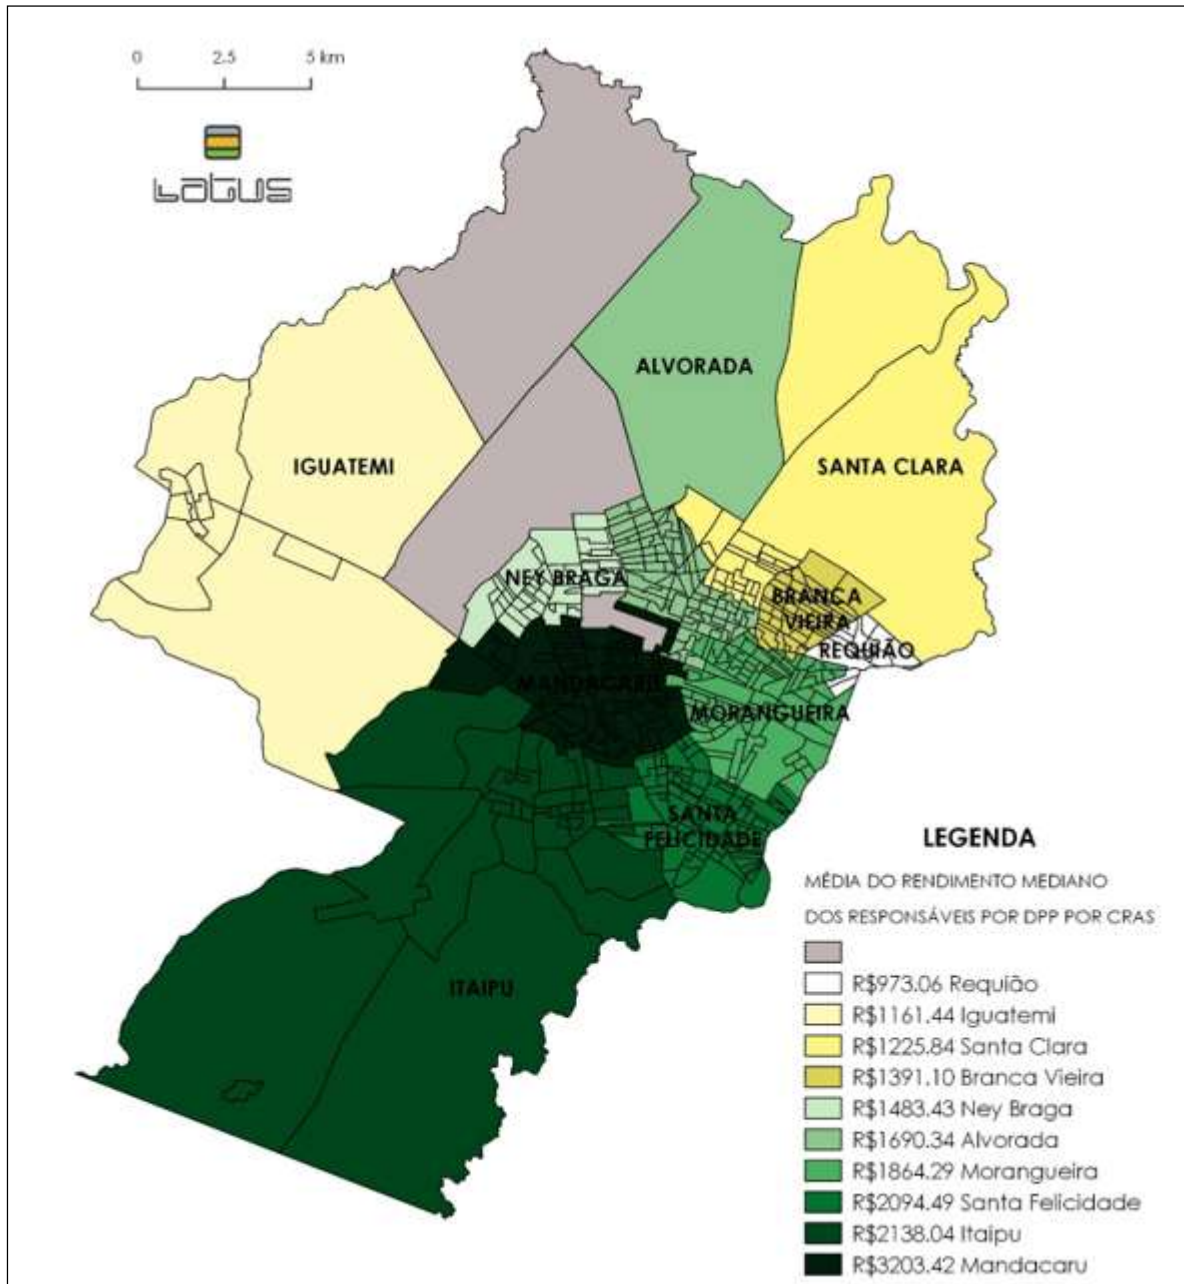 0 2.5 5 km
Latus
ALVORADA
IGUATEMI
SANTA CLARA
NEY BRAGA
BRANCA
VIEIRA
REQUIÃO
MANDACARU
MORANGUEIRA
SANTA
FELICIDADE
ITAIPU
LEGENDA
MÉDIA DO RENDIMENTO MEDIANO
DOS RESPONSÁVEIS POR DPP POR CRAS
R$973.06 Requião
R$1161.44 Iguatemi
R$1225.84 Santa Clara
R$1391.10 Branca Vieira
R$1483.43 Ney Braga
R$1690.34 Alvorada
R$1864.29 Morangueira
R$2094.49 Santa Felicidade
R$2138.04 Itaipu
R$3203.42 Mandacaru